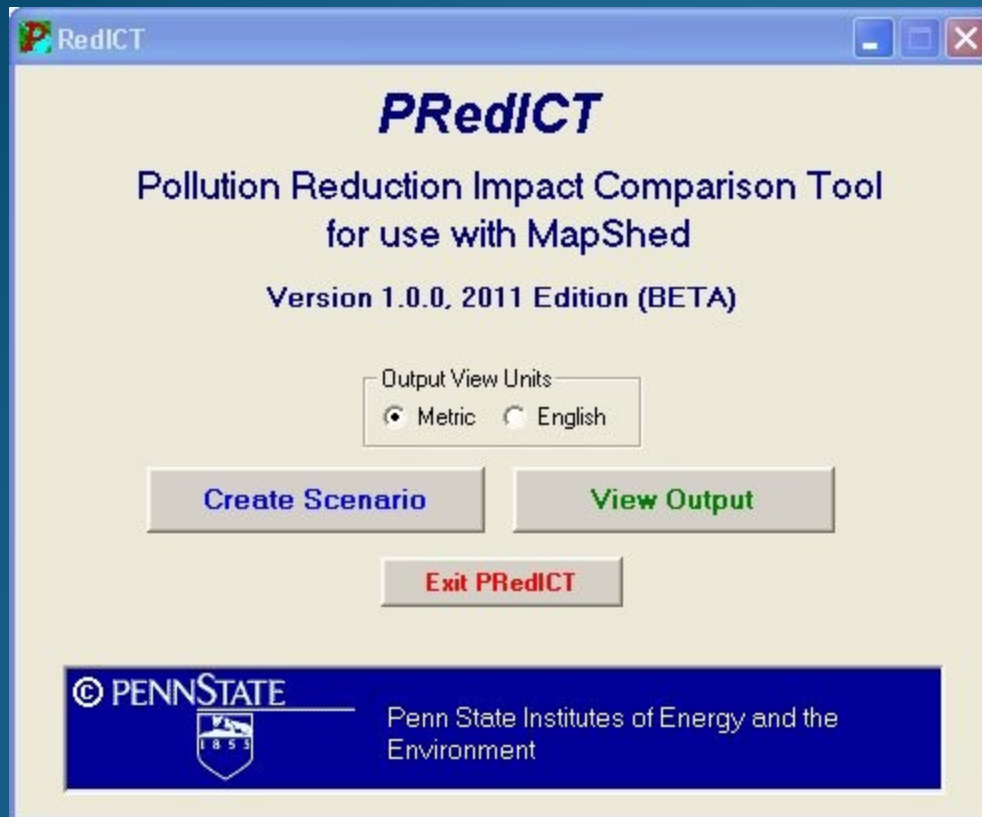 RedICT
PRedICT
Pollution Reduction Impact Comparison Tool
for use with MapShed
Version 1.0.0, 2011 Edition (BETA)
Output View Units
Metric English
Create Scenario View Output
Exit PRedICT
© PENNSTATE
1855
Penn State Institutes of Energy and the
Environment